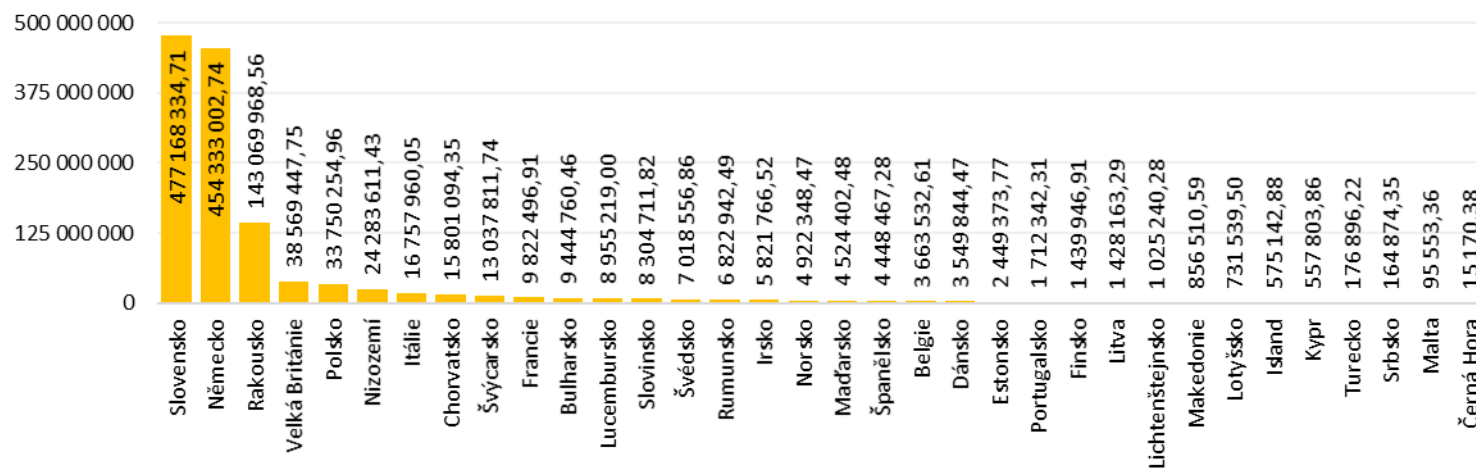 500 000 000
375 000 000
250 000 000
125 000 000
0
477 168 334,71
454 333 002,74
143 069 968,56
38 569 447,75
33 750 254,96
24 283 611,43
16 757 960,05
15 801 094,35
13 037 811,74
9 822 496,91
9 444 760,46
8 955 219,00
8 304 711,82
7 018 556,86
6 822 942,49
5 821 766,52
4 922 348,47
4 524 402,48
4 448 467,28
3 663 532,61
3 549 844,47
2 449 373,77
1 712 342,31
1 439 946,91
1 428 163,29
1 025 240,28
856 510,59
731 539,50
575 142,88
557 803,86
176 896,22
164 874,35
95 553,36
15 170,38
Slovensko
Německo
Rakousko
Velká Británie
Polsko
Nizozemí
Itálie
Chorvatsko
Švýcarsko
Francie
Bulharsko
Lucembursko
Slovinsko
Švédsko
Rumunsko
Irsko
Norsko
Maďarsko
Španělsko
Belgie
Dánsko
Estonsko
Portugalsko
Finsko
Litva
Lichtenštejnsko
Makedonie
Lotyšsko
Island
Kypr
Turecko
Srbsko
Malta
Černá Hora